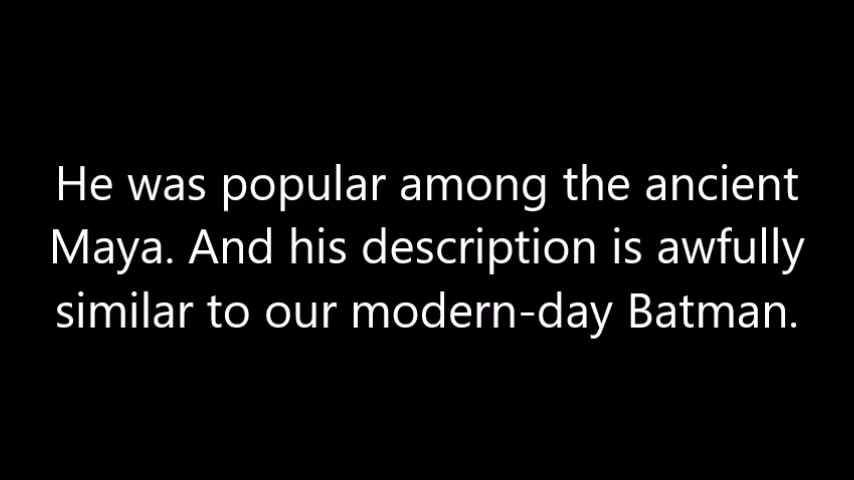 He was popular among the ancient
Maya. And his description is awfully
similar to our modern-day Batman.